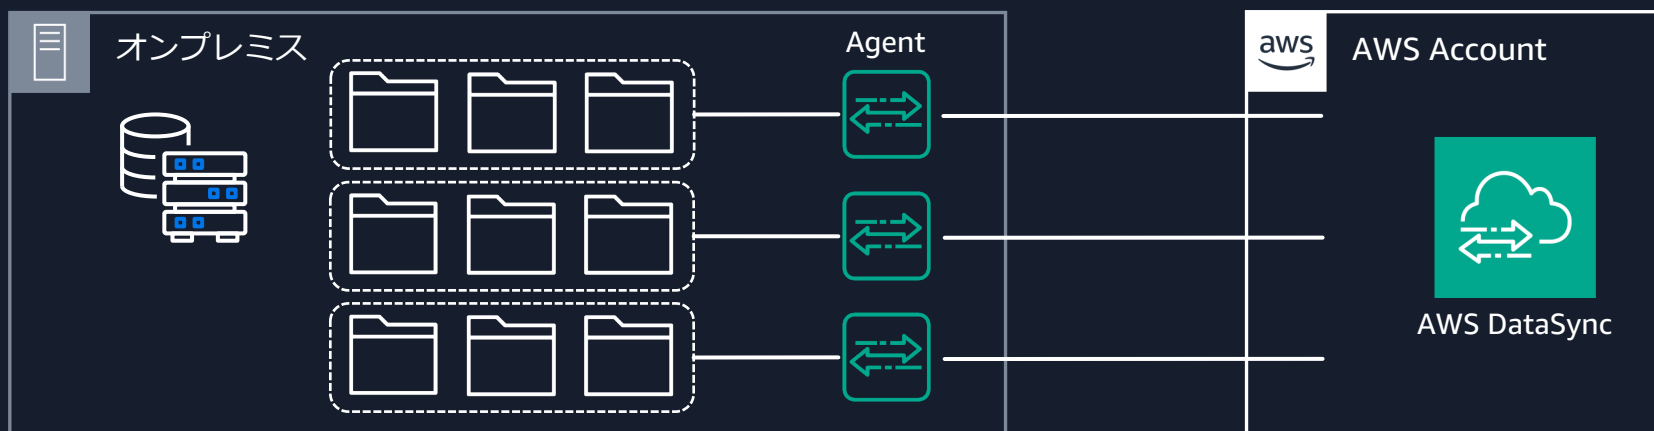 オンプレミス
Agent
aws
AWS Account
AWS DataSync